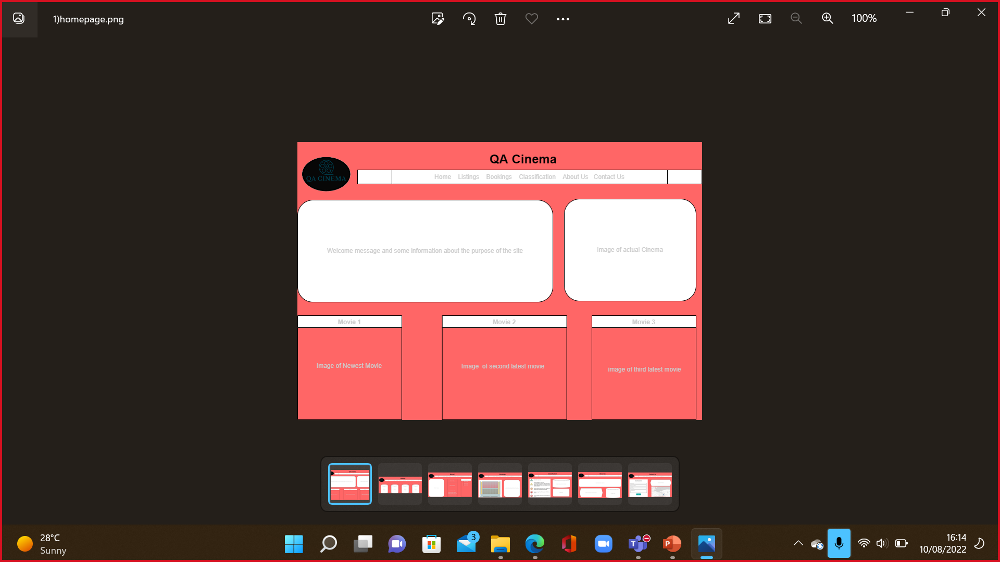 1)homepage.png
100%
QA Cinema
QA CINEMA
Home Listings Bookings Classification About Us Contact Us
Welcome message and some information about the purpose of the site
Image of actual Cinema
Movie 1
Movie 2
Movie 3
Image of Newest Movie
Image  of second latest movie
image of third latest movie
28°C
Sunny
3
16:14
10/08/2022